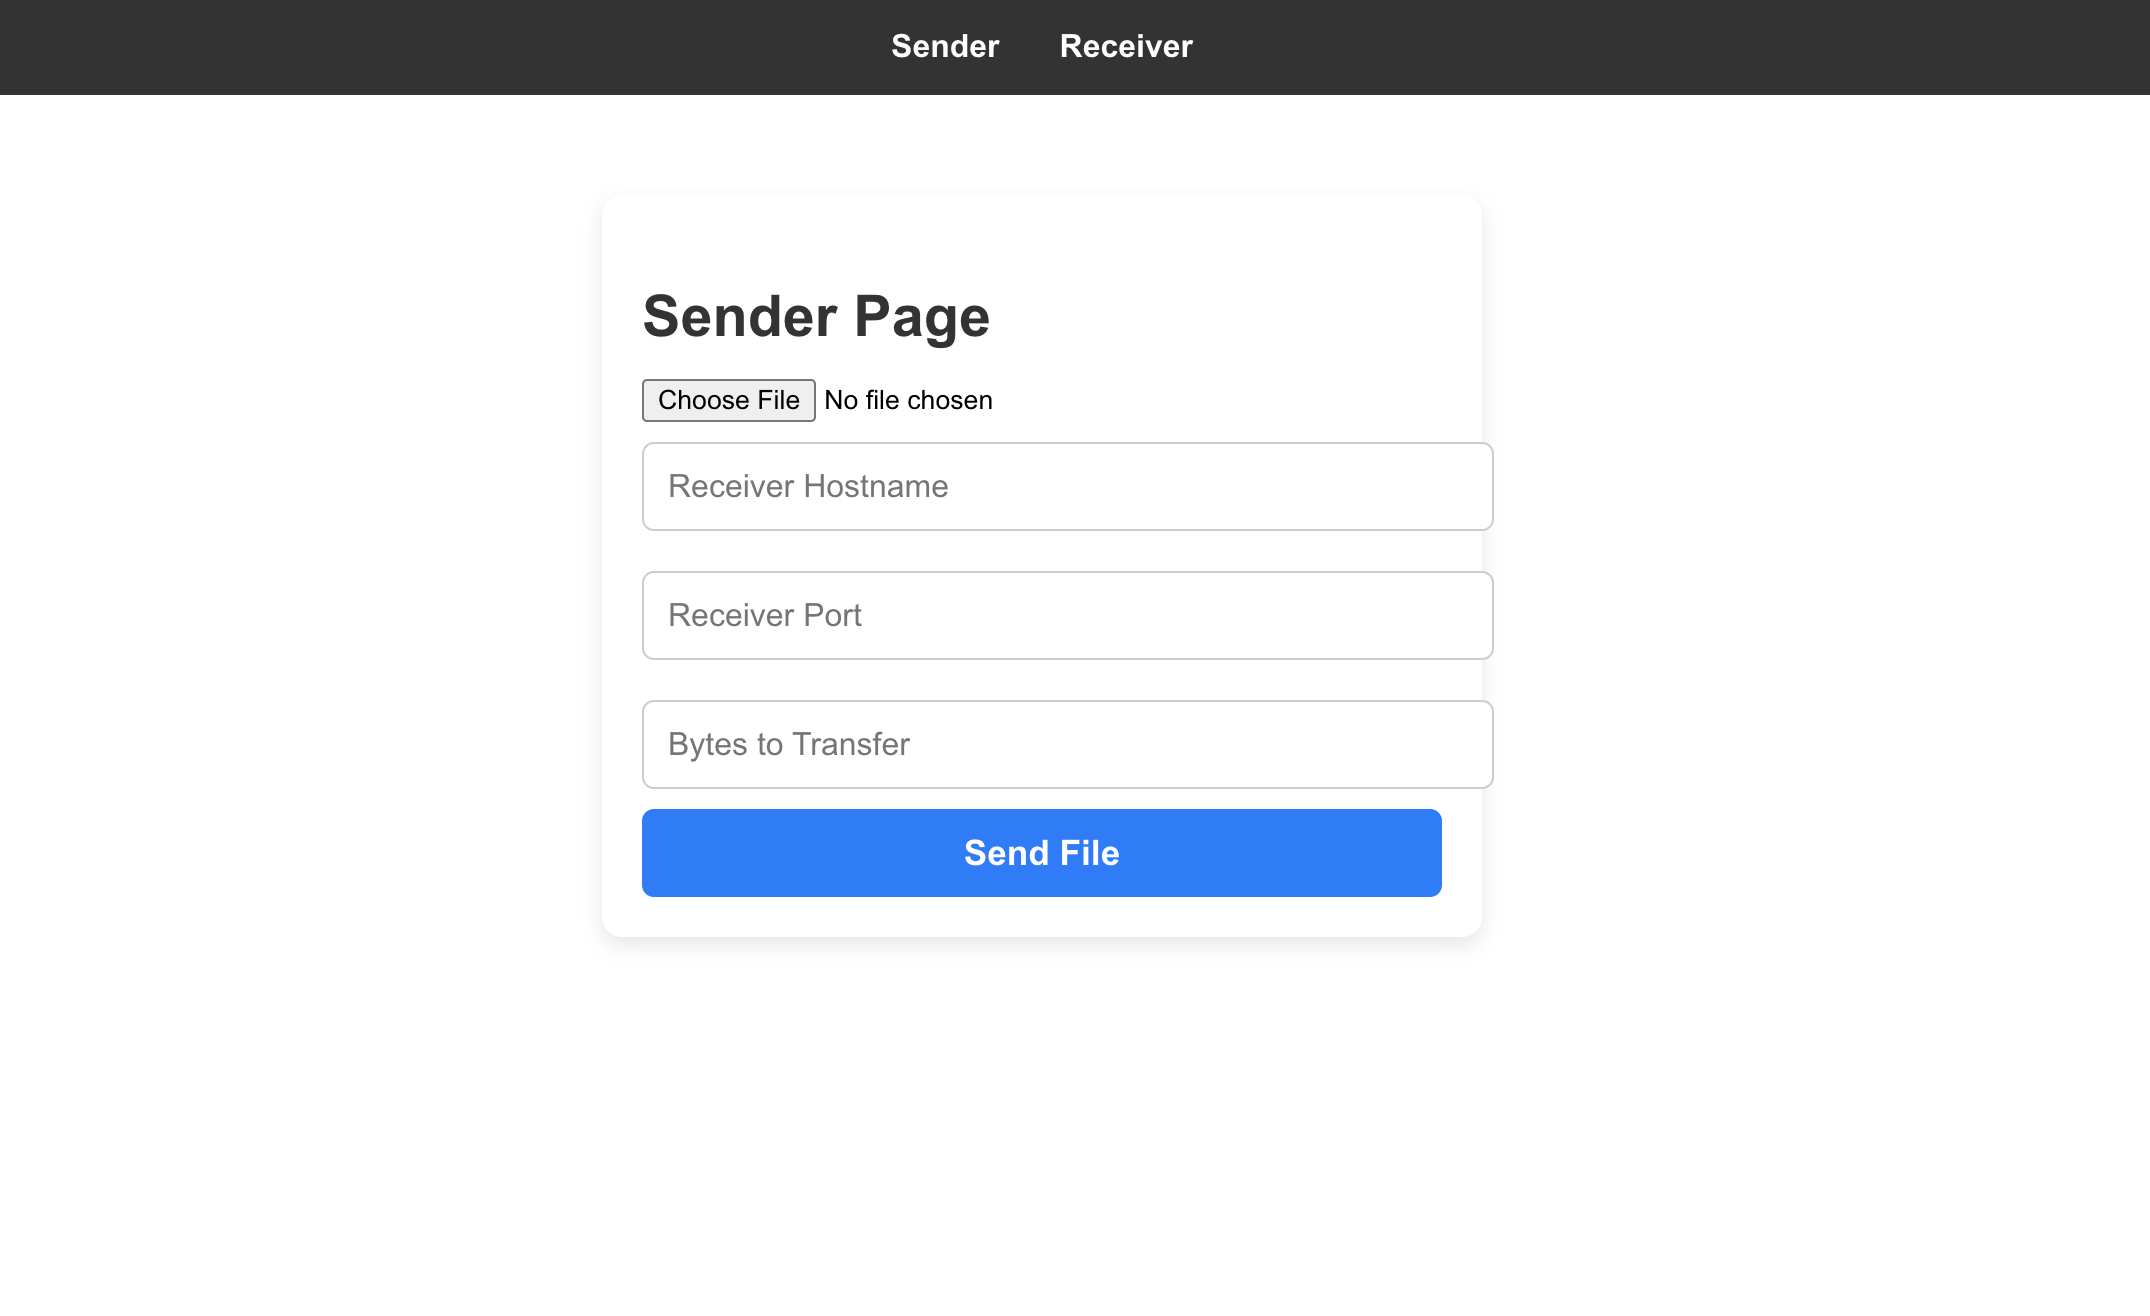 Sender Receiver
Sender Page
Choose File No file chosen
Receiver Hostname
Receiver Port
Bytes to Transfer
Send File